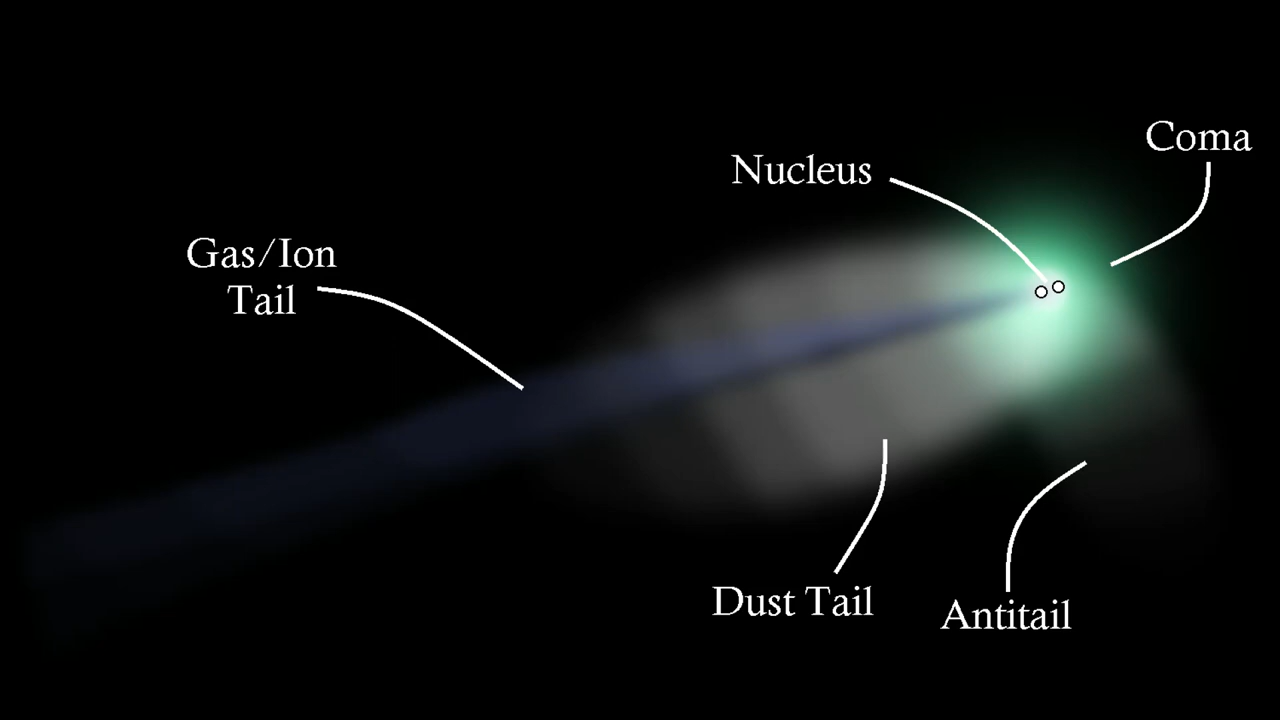 Coma
Nucleus
Gas/Ion
Tail
Dust Tail
Antitail